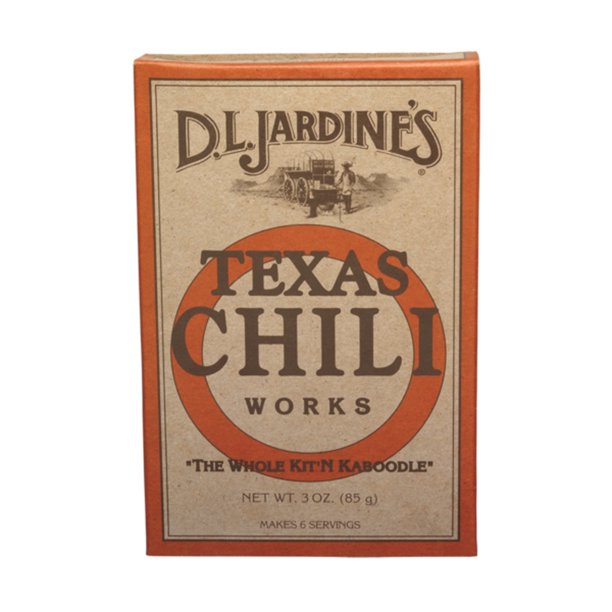 D.L. JARDINE'S®
TEXAS
CHILI
WORKS
"THE WHOLE KIT'N KABOODLE"
NET WT. 3 OZ. (85 g)
MAKES 6 SERVINGS